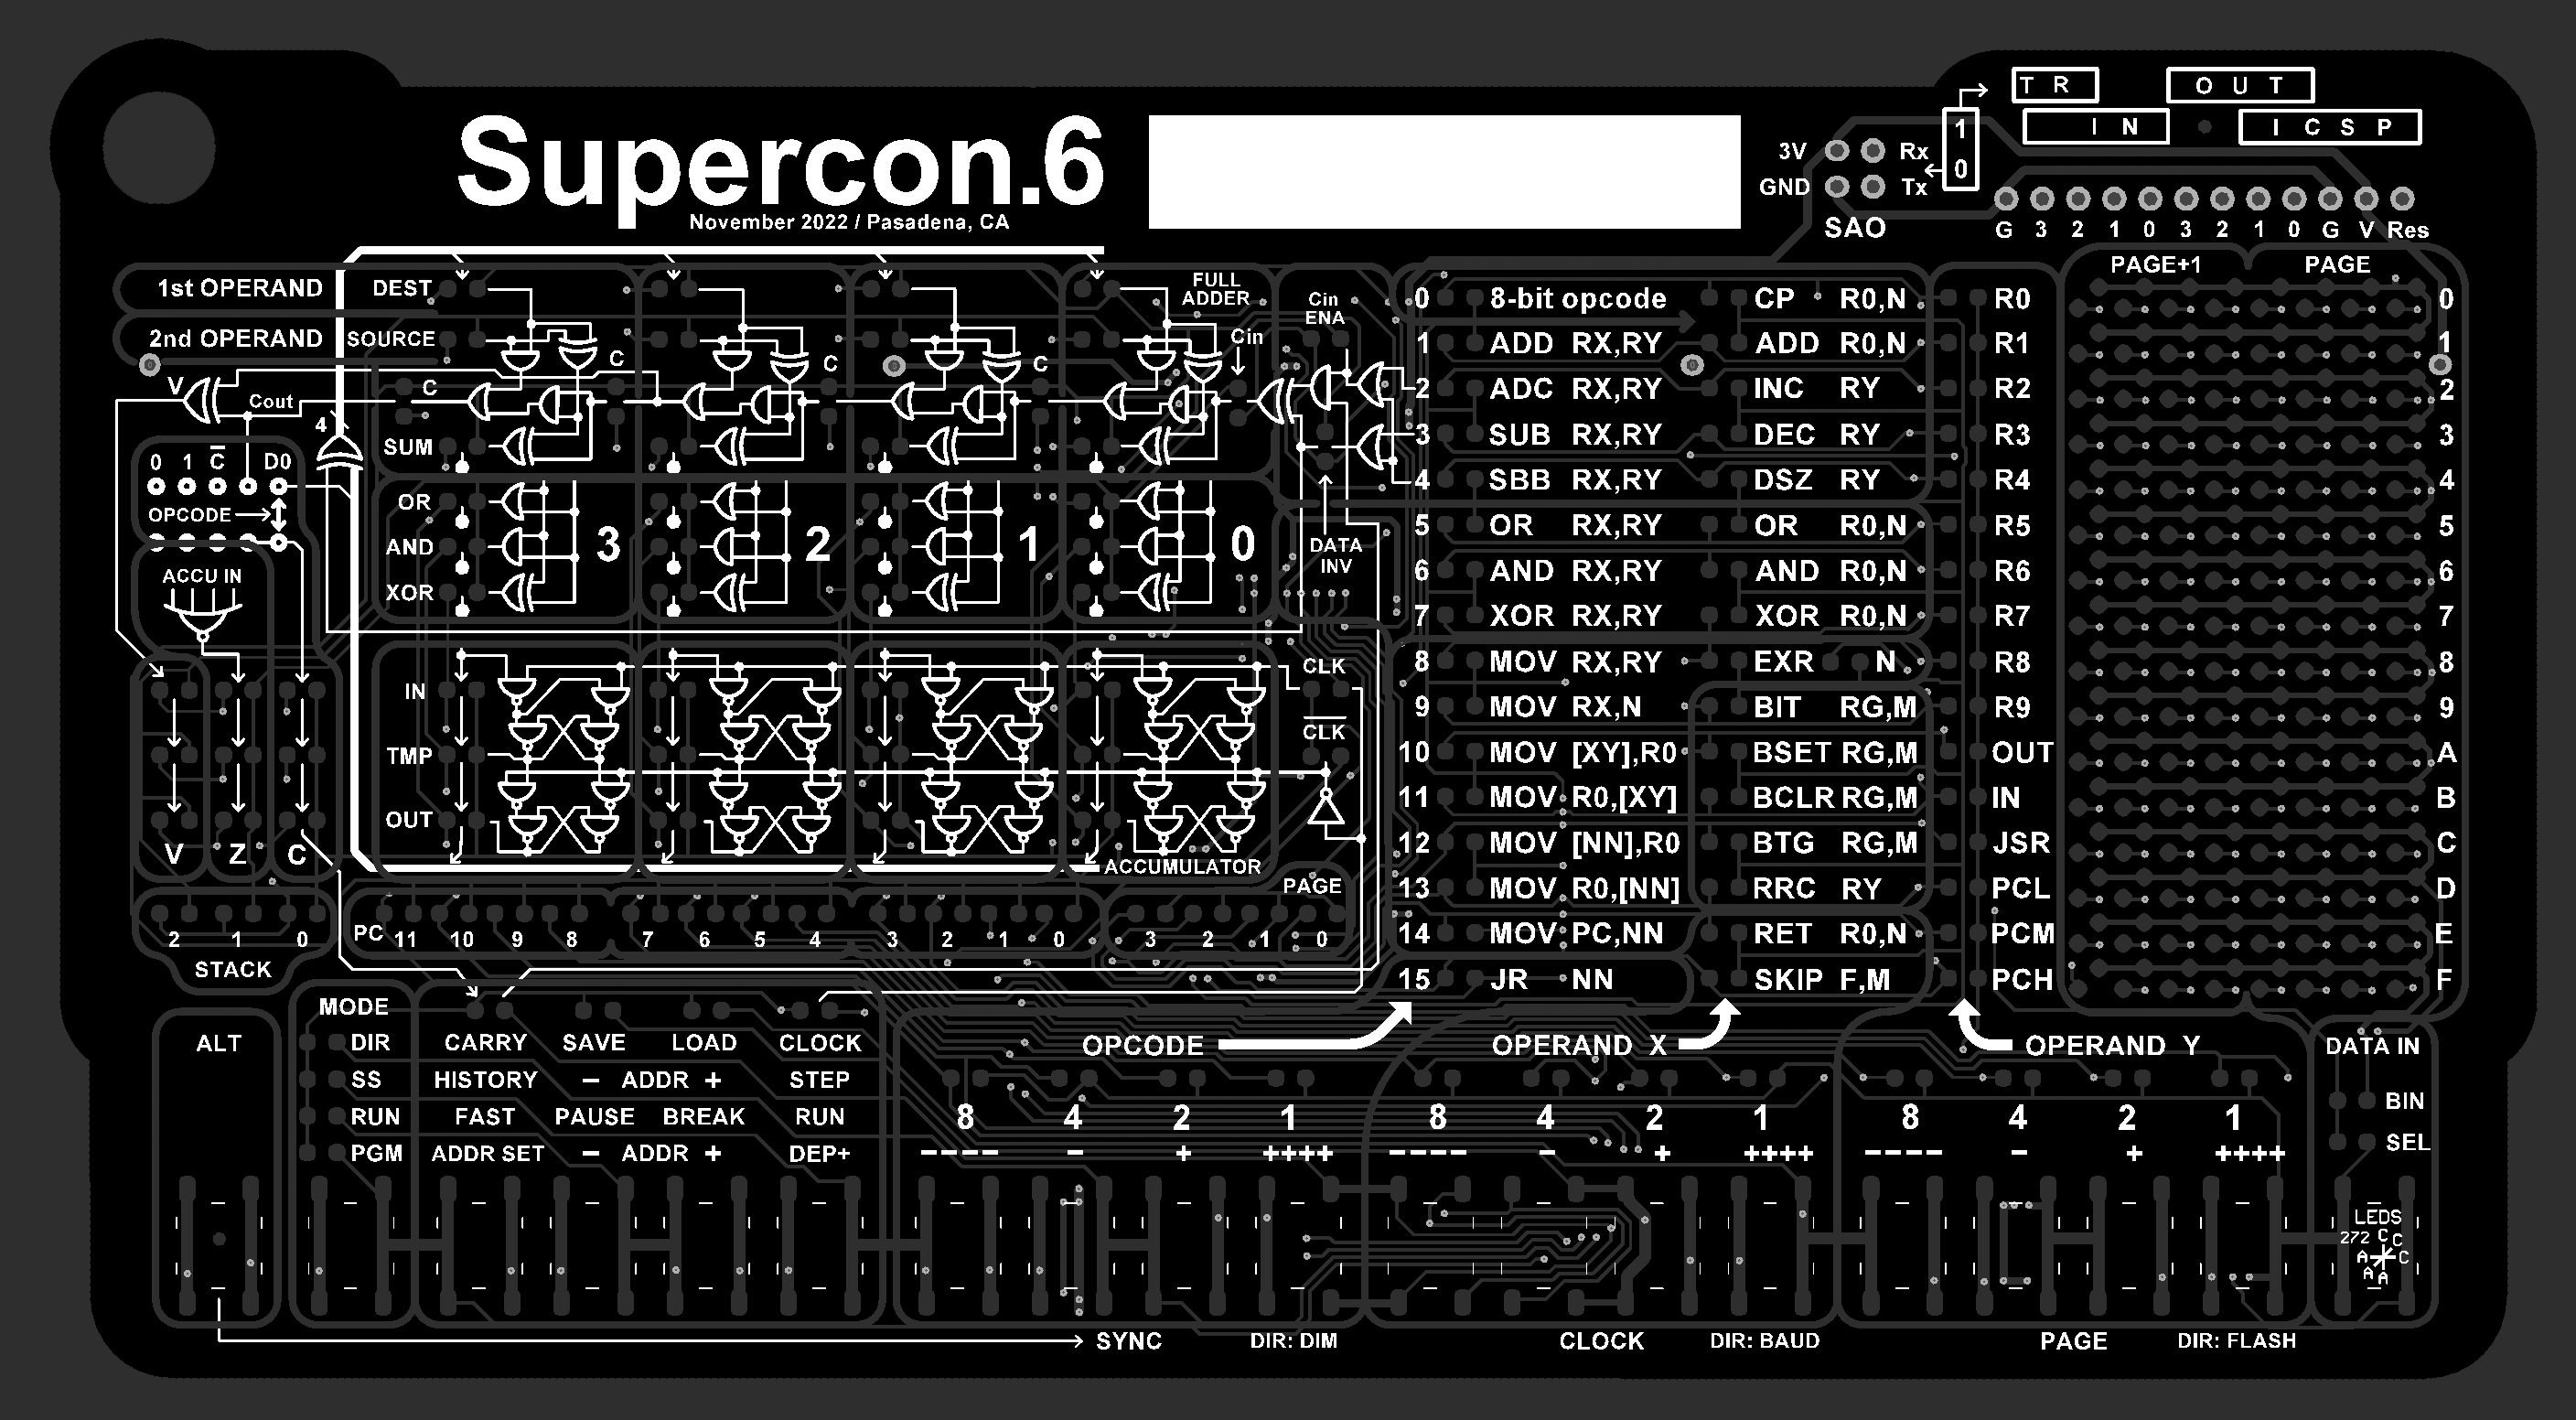 TR OUT
IN ICSP
Supercon.6
November 2022 / Pasadena, CA
3V Rx 1
GND Tx 0
SAO
G 3 2 1 0 3 2 1 0 G V Res
PAGE+1 PAGE
1st OPERAND DEST
2nd OPERAND SOURCE
FULL
ADDER
Cin
Cin
ENA
C C C
V Cout C
4
SUM
0 1 C D0
OPCODE
OR
AND
XOR
3 2 1 0
DATA
INV
ACCU IN
IN
TMP
OUT
CLK
CLK
V Z C
ACCUMULATOR
PAGE
PC 11 10 9 8 7 6 5 4 3 2 1 0 3 2 1 0
2 1 0
STACK
0 8-bit opcode CP R0,N R0 0
1 ADD RX,RY ADD R0,N R1 1
2 ADC RX,RY INC RY R2 2
3 SUB RX,RY DEC RY R3 3
4 SBB RX,RY DSZ RY R4 4
5 OR RX,RY OR R0,N R5 5
6 AND RX,RY AND R0,N R6 6
7 XOR RX,RY XOR R0,N R7 7
8 MOV RX,RY EXR N R8 8
9 MOV RX,N BIT RG,M R9 9
10 MOV [XY],R0 BSET RG,M OUT A
11 MOV R0,[XY] BCLR RG,M IN B
12 MOV [NN],R0 BTG RG,M JSR C
13 MOV R0,[NN] RRC RY PCL D
14 MOV PC,NN RET R0,N PCM E
15 JR NN SKIP F,M PCH F
OPCODE OPERAND X OPERAND Y DATA IN
ALT
MODE
DIR CARRY SAVE LOAD CLOCK
SS HISTORY - ADDR + STEP
RUN FAST PAUSE BREAK RUN
PGM ADDR SET - ADDR + DEP+
8 4 2 1 8 4 2 1 8 4 2 1
---- - + ++++ ---- - + ++++ ---- - + ++++
BIN
SEL
LEDS
272 C C
A C
A A
SYNC DIR: DIM CLOCK DIR: BAUD PAGE DIR: FLASH